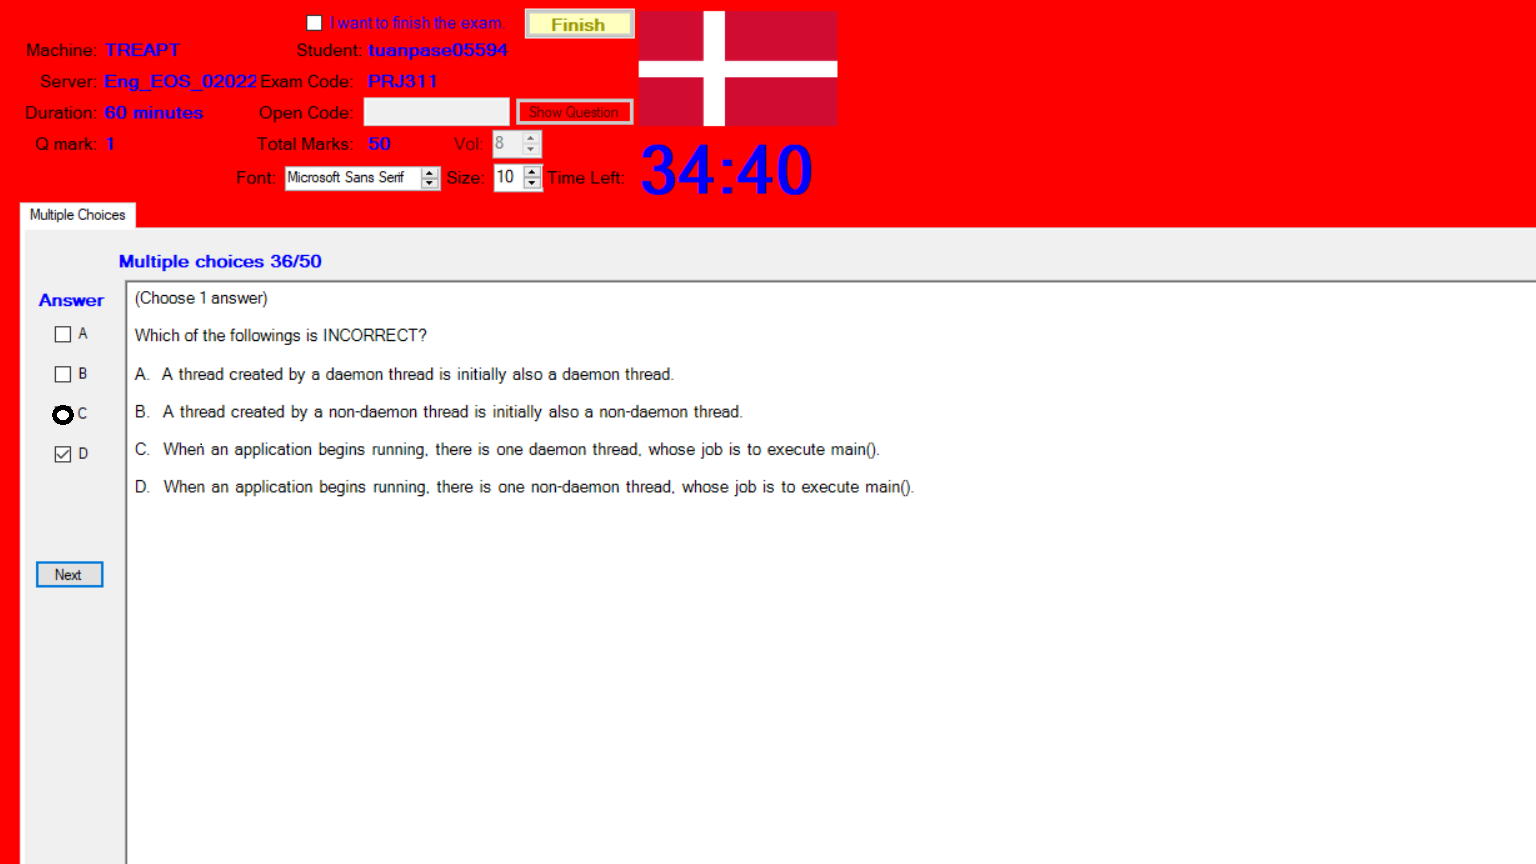 I want to finish the exam.
Finish
Machine: TREAPT
Student: tuanpase05594
Server: Eng_EOS_02022
Exam Code: PRJ311
Duration: 60 minutes
Open Code:
Show Question
Q mark: 1
Total Marks: 50
Vol: 8
Font: Microsoft Sans Serif
Size: 10
Time Left: 34:40
Multiple Choices
Multiple choices 36/50
Answer
A
B
C
D
Next
(Choose 1 answer)
Which of the followings is INCORRECT?
A. A thread created by a daemon thread is initially also a daemon thread.
B. A thread created by a non-daemon thread is initially also a non-daemon thread.
C. When an application begins running, there is one daemon thread, whose job is to execute main().
D. When an application begins running, there is one non-daemon thread, whose job is to execute main().